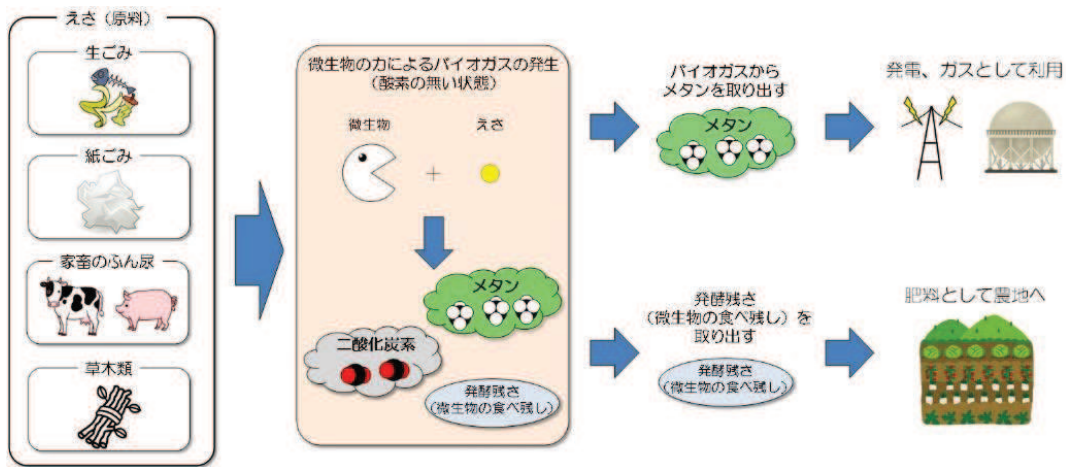 えさ（原料）
生ごみ
紙ごみ
家畜のふん尿
草木類
微生物の力によるバイオガスの発生
（酸素の無い状態）
微生物
えさ
+
メタン
二酸化炭素
発酵残さ
（微生物の食べ残し）
バイオガスから
メタンを取り出す
メタン
発電、ガスとして利用
発酵残さ
（微生物の食べ残し）を
取り出す
発酵残さ
（微生物の食べ残し）
肥料として農地へ